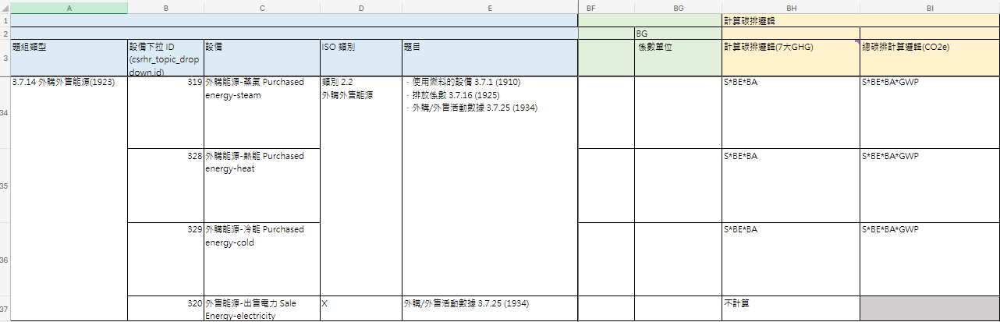 A B C D E BF BG BH BI
1 計算碳排邏輯
2 BG
3 題組類型 設備下拉 ID 設備 ISO 類別 題目 係數單位 計算碳排邏輯(7大GHG) 總碳排計算邏輯(CO2e)
(csrhr_topic_drop
down.id)
3.7.14 外購外售能源(1923) 319 外購能源-蒸氣 Purchased 類別 2.2 ‧使用燃料的設備 3.7.1 (1910) S*BE*BA S*BE*BA*GWP
energy-steam 外購外售能源 ‧排放係數 3.7.16 (1925)
‧外購/外售活動數據 3.7.25 (1934)
34
328 外購能源-熱能 Purchased S*BE*BA S*BE*BA*GWP
energy-heat
35
329 外購能源-冷能 Purchased S*BE*BA S*BE*BA*GWP
energy-cold
36
320 外售能源-出售電力 Sale X 外購/外售活動數據 3.7.25 (1934) 不計算
37 Energy-electricity